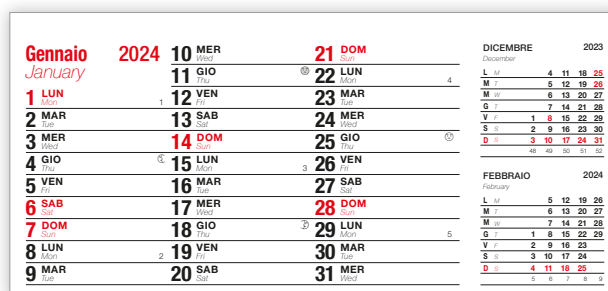 Gennaio 2024
January
1 LUN Mon 1
2 MAR Tue
3 MER Wed
4 GIO Thu
5 VEN Fri
6 SAB Sat
7 DOM Sun
8 LUN Mon 2
9 MAR Tue
10 MER Wed
11 GIO Thu
12 VEN Fri
13 SAB Sat
14 DOM Sun
15 LUN Mon 3
16 MAR Tue
17 MER Wed
18 GIO Thu
19 VEN Fri
20 SAB Sat
21 DOM Sun
22 LUN Mon 4
23 MAR Tue
24 MER Wed
25 GIO Thu
26 VEN Fri
27 SAB Sat
28 DOM Sun
29 LUN Mon 5
30 MAR Tue
31 MER Wed
DICEMBRE 2023
December
L M 4 11 18 25
M T 5 12 19 26
M W 6 13 20 27
G T 7 14 21 28
V F 1 8 15 22 29
S S 2 9 16 23 30
D S 3 10 17 24 31
48 49 50 51 52
FEBBRAIO 2024
February
L M 5 12 19 26
M T 6 13 20 27
M W 7 14 21 28
G T 1 8 15 22 29
V F 2 9 16 23
S S 3 10 17 24
D S 4 11 18 25
5 6 7 8 9